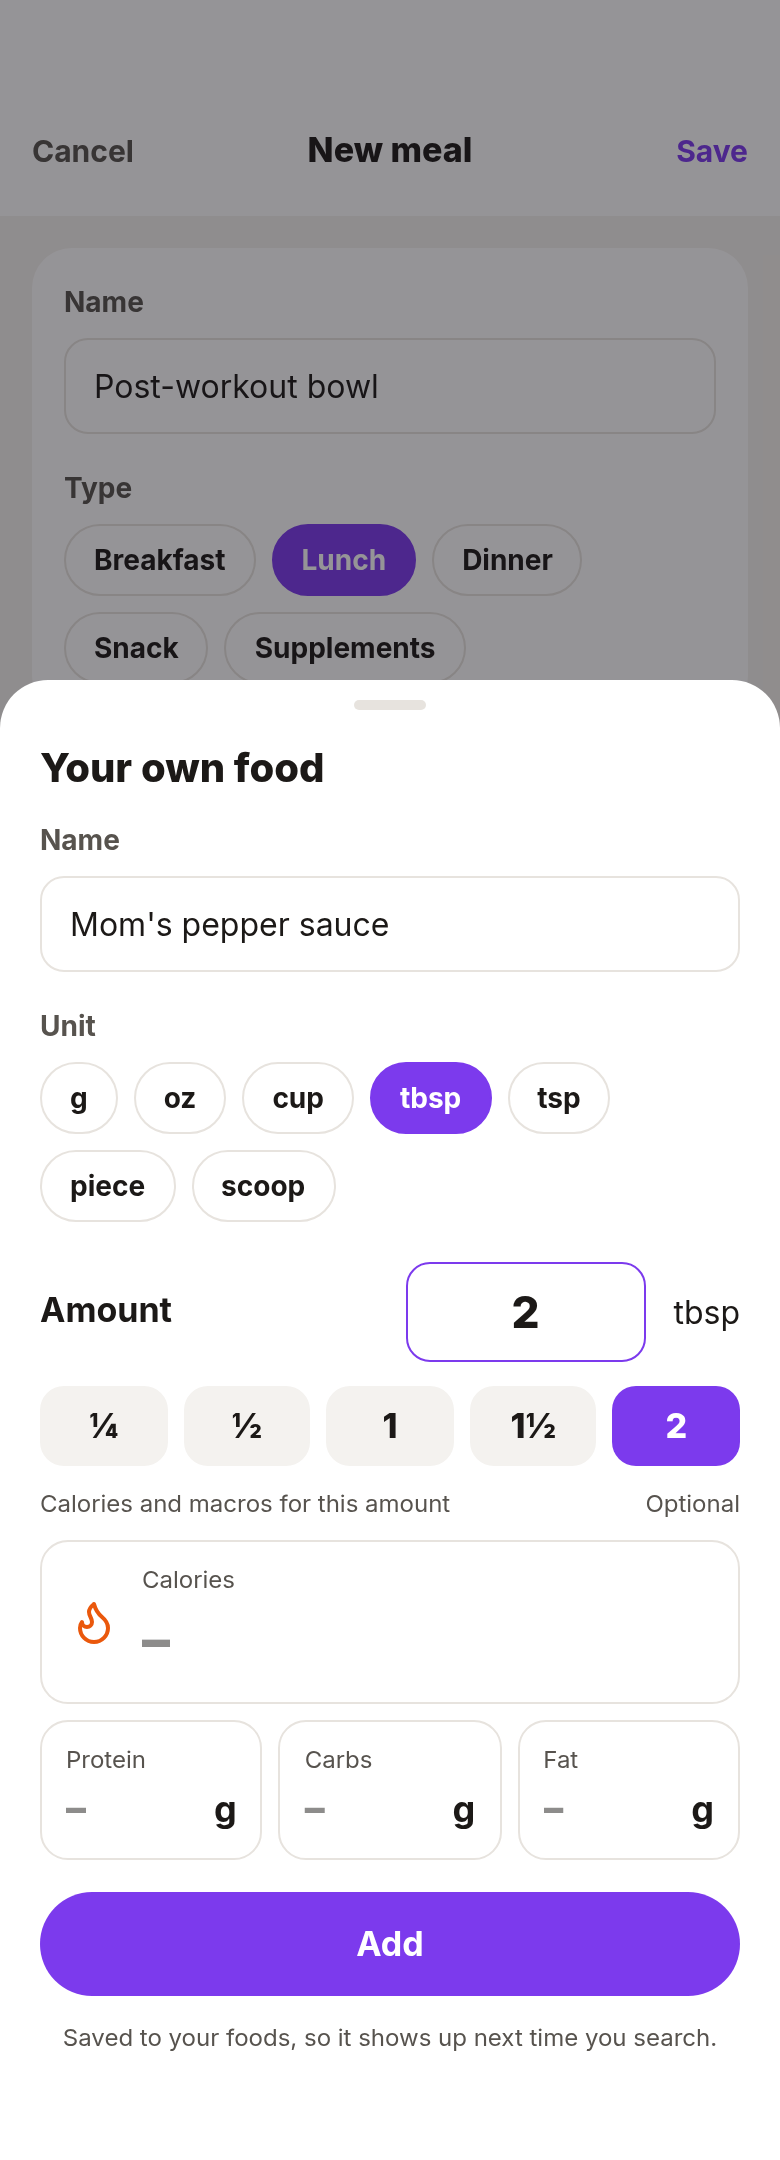 Cancel New meal Save
Name
Post-workout bowl
Type
Breakfast Lunch Dinner
Snack Supplements
Your own food
Name
Mom's pepper sauce
Unit
g oz cup tbsp tsp
piece scoop
Amount 2 tbsp
¼ ½ 1 1½ 2
Calories and macros for this amount Optional
Calories
–
Protein Carbs Fat
– g – g – g
Add
Saved to your foods, so it shows up next time you search.